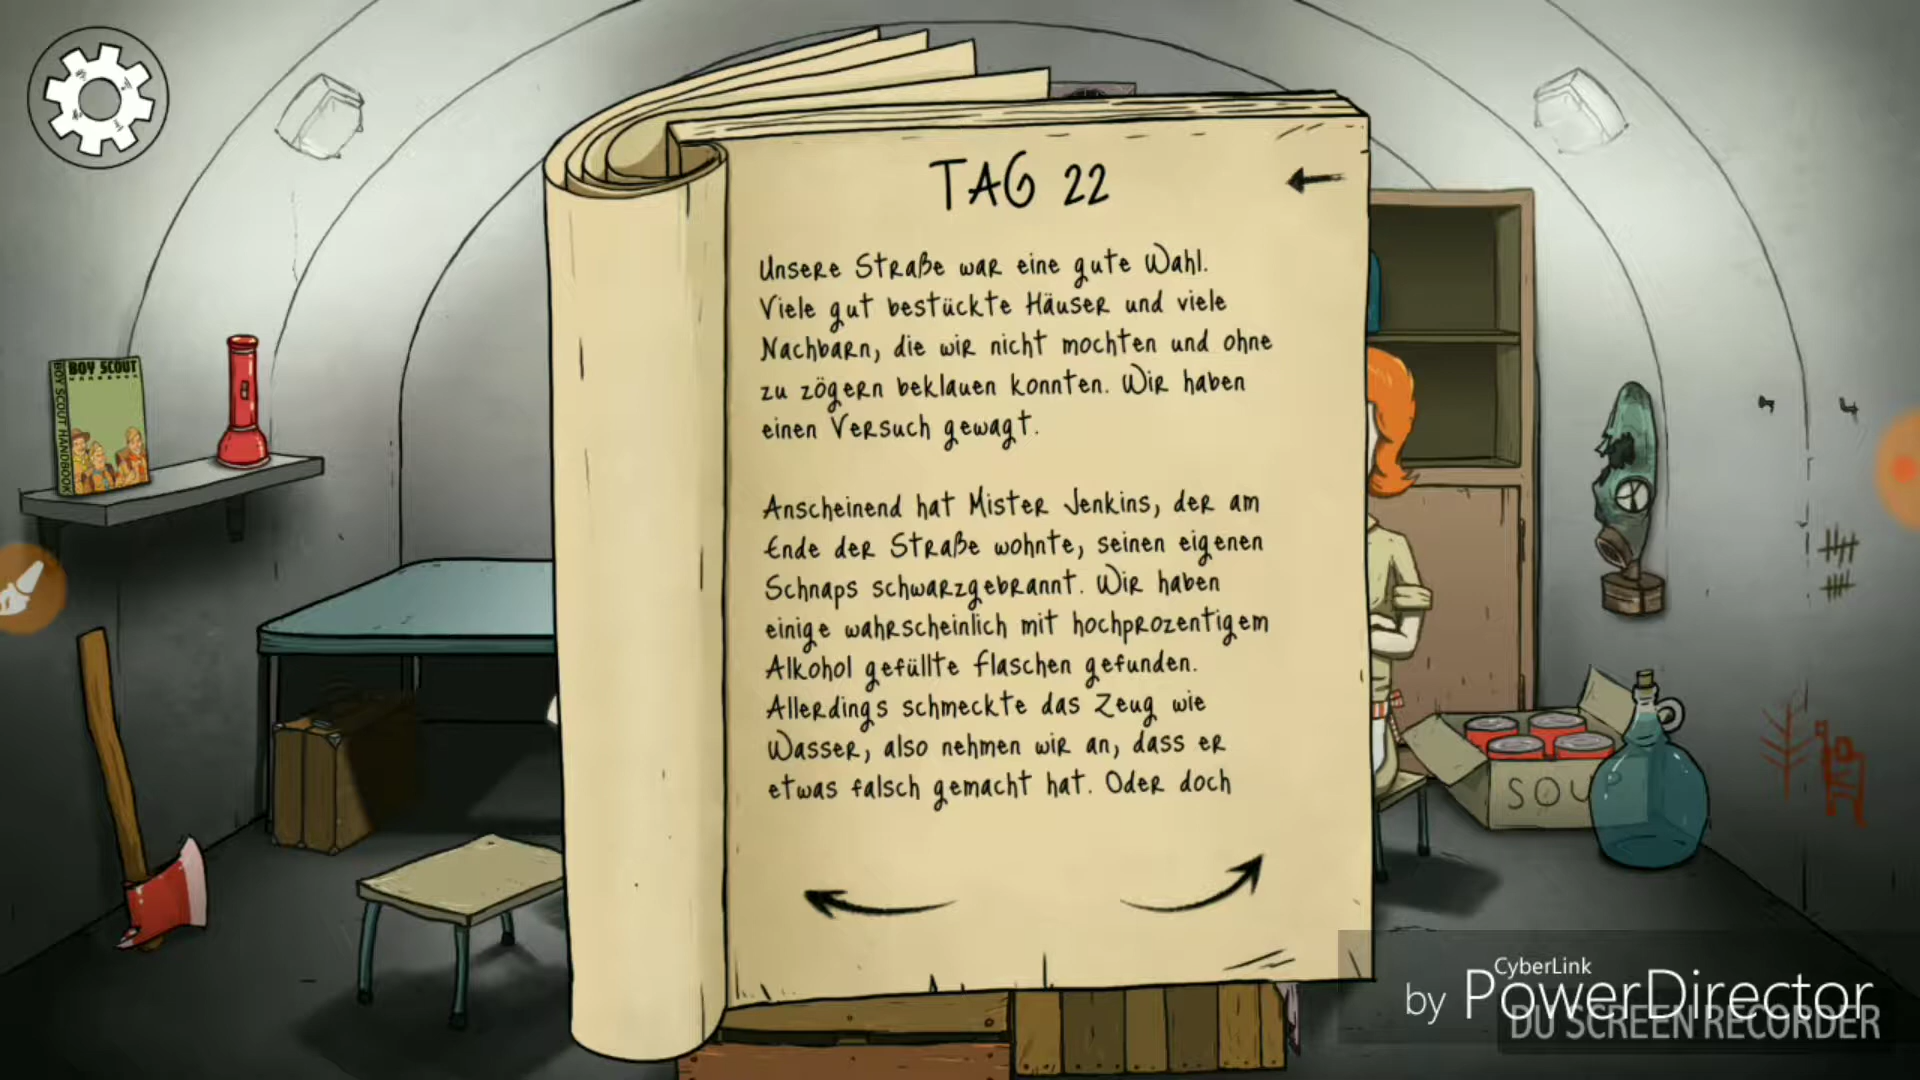 BOY SCOUT
BOY SCOUT HANDBOOK
TAG 22
Unsere Straße war eine gute Wahl.
Viele gut bestückte Häuser und viele
Nachbarn, die wir nicht mochten und ohne
zu zögern beklauen konnten. Wir haben
einen Versuch gewagt.
Anscheinend hat Mister Jenkins, der am
Ende der Straße wohnte, seinen eigenen
Schnaps schwarzgebrannt. Wir haben
einige wahrscheinlich mit hochprozentigem
Alkohol gefüllte Flaschen gefunden.
Allerdings schmeckte das Zeug wie
Wasser, also nehmen wir an, dass er
etwas falsch gemacht hat. Oder doch
SOUP
CyberLink
by PowerDirector
DU SCREEN RECORDER